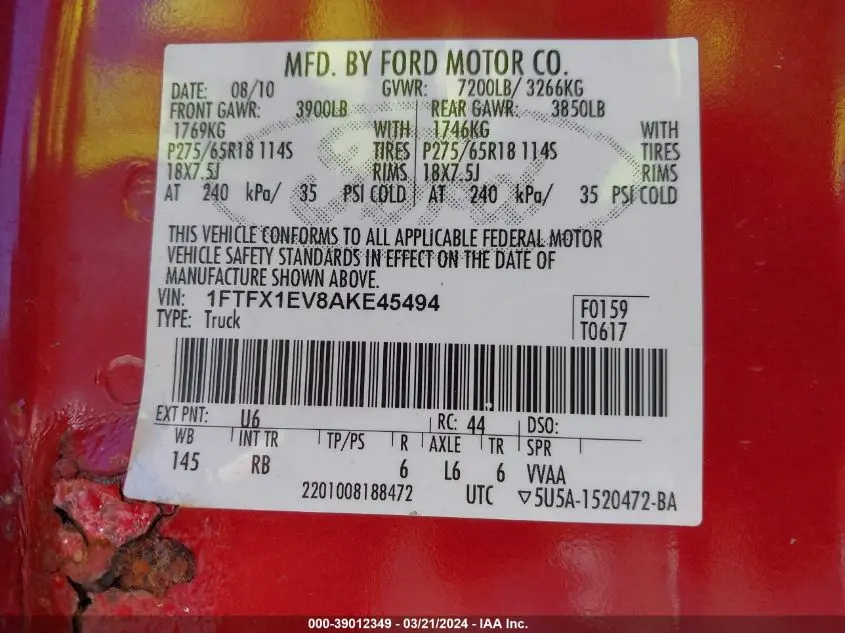 MFD. BY FORD MOTOR CO.
DATE: 08/10 GVWR: 7200LB/ 3266KG
FRONT GAWR: 3900LB REAR GAWR: 3850LB
1769KG WITH 1746KG WITH
P275/65R18 114S TIRES P275/65R18 114S TIRES
18X7.5J RIMS 18X7.5J RIMS
AT 240 kPa/ 35 PSI COLD AT 240 kPa/ 35 PSI COLD
THIS VEHICLE CONFORMS TO ALL APPLICABLE FEDERAL MOTOR
VEHICLE SAFETY STANDARDS IN EFFECT ON THE DATE OF
MANUFACTURE SHOWN ABOVE.
VIN: 1FTFX1EV8AKE45494 F0159
TYPE: Truck T0617
EXT PNT: U6 RC: 44 DSO:
WB INT TR TP/PS R AXLE TR SPR
145 RB 6 L6 6 VVAA
2201008188472 UTC ▽5U5A-1520472-BA
000-39012349 - 03/21/2024 - IAA Inc.